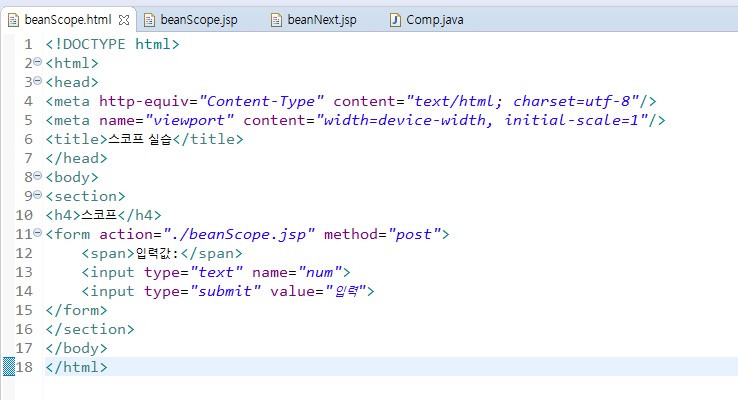 beanScope.html beanScope.jsp beanNext.jsp Comp.java
1 <!DOCTYPE html>
2 <html>
3 <head>
4 <meta http-equiv="Content-Type" content="text/html; charset=utf-8"/>
5 <meta name="viewport" content="width=device-width, initial-scale=1"/>
6 <title>스코프 실습</title>
7 </head>
8 <body>
9 <section>
10 <h4>스코프</h4>
11 <form action="./beanScope.jsp" method="post">
12 <span>입력값:</span>
13 <input type="text" name="num">
14 <input type="submit" value="입력">
15 </form>
16 </section>
17 </body>
18 </html>